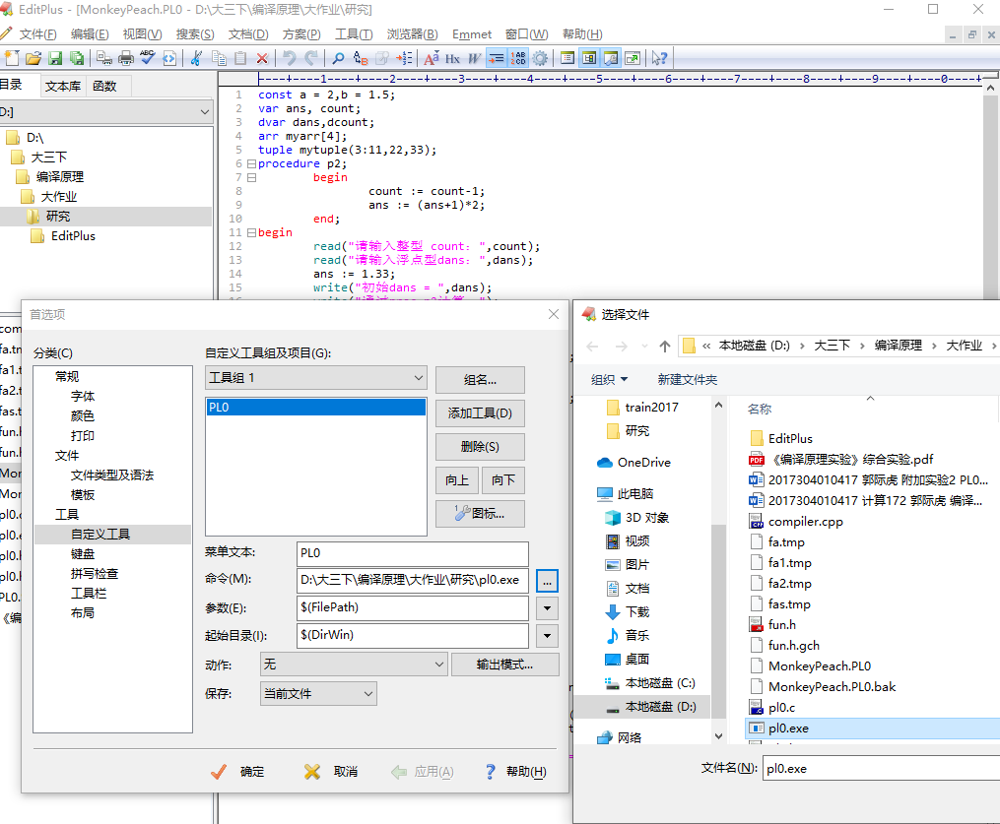 EditPlus - [MonkeyPeach.PL0 - D:\大三下\编译原理\大作业\研究]
文件(F) 编辑(E) 视图(V) 搜索(S) 文档(D) 方案(P) 工具(T) 浏览器(B) Emmet 窗口(W) 帮助(H)
目录 文本库 函数
D:]
D:\
大三下
编译原理
大作业
研究
EditPlus
----+----1----+----2----+----3----+----4----+----5----+----6----+----7----+----8----+----9----+----0----+--
1 const a = 2,b = 1.5;
2 var ans, count;
3 dvar dans,dcount;
4 arr myarr[4];
5 tuple mytuple(3:11,22,33);
6 procedure p2;
7 begin
8 count := count-1;
9 ans := (ans+1)*2;
10 end;
11 begin
12 read("请输入整型 count：",count);
13 read("请输入浮点型dans：",dans);
14 ans := 1.33;
15 write("初始dans = ",dans);
com
fa.tm
fa1.t
fa2.t
fas.t
fun.h
fun.h
Mor
Mor
pl0.c
pl0.e
pl0.h
pl0.h
PL0.
《编
首选项
分类(C)
常规
字体
颜色
打印
文件
文件类型及语法
模板
工具
自定义工具
键盘
拼写检查
工具栏
布局
自定义工具组及项目(G):
工具组 1
PL0
组名...
添加工具(D)
删除(S)
向上 向下
图标...
菜单文本: PL0
命令(M): D:\大三下\编译原理\大作业\研究\pl0.exe ...
参数(E): $(FilePath)
起始目录(I): $(DirWin)
动作: 无 输出模式...
保存: 当前文件
确定 取消 应用(A) 帮助(H)
选择文件
« 本地磁盘 (D:) › 大三下 › 编译原理 › 大作业 ›
组织 新建文件夹
train2017
研究
OneDrive
此电脑
3D 对象
视频
图片
文档
下载
音乐
桌面
本地磁盘 (C:)
本地磁盘 (D:)
网络
名称
EditPlus
《编译原理实验》综合实验.pdf
2017304010417 郭际虎 附加实验2 PL0...
2017304010417 计算172 郭际虎 编译...
compiler.cpp
fa.tmp
fa1.tmp
fa2.tmp
fas.tmp
fun.h
fun.h.gch
MonkeyPeach.PL0
MonkeyPeach.PL0.bak
pl0.c
pl0.exe
文件名(N): pl0.exe